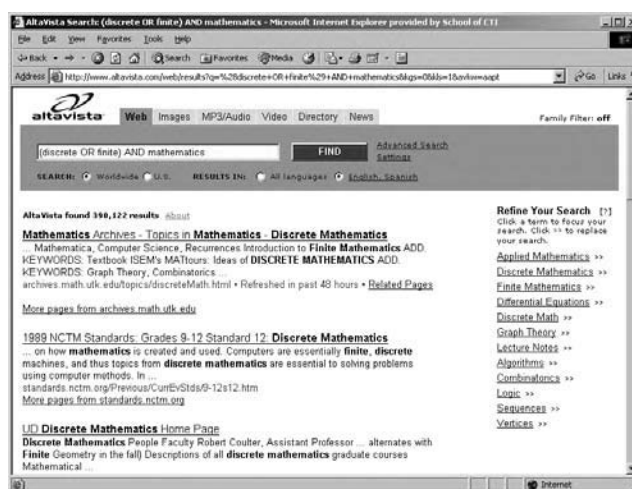 AltaVista Search: (discrete OR finite) AND mathematics - Microsoft Internet Explorer provided by School of CTI
File Edit View Favorites Tools Help
Back Search Favorites Media
Address http://www.altavista.com/web/results?q=%28discrete+OR+finite%29+AND+mathematics&kgs=0&kls=1&avkw=aapt Go Links
altavista Web Images MP3/Audio Video Directory News Family Filter: off
(discrete OR finite) AND mathematics FIND Advanced Search
Settings
SEARCH: Worldwide U.S. RESULTS IN: All languages English, Spanish
AltaVista found 390,122 results About
Mathematics Archives - Topics in Mathematics - Discrete Mathematics
... Mathematica, Computer Science, Recurrences Introduction to Finite Mathematics ADD.
KEYWORDS: Textbook ISEM's MATtours: Ideas of DISCRETE MATHEMATICS ADD.
KEYWORDS: Graph Theory, Combinatorics ...
archives.math.utk.edu/topics/discreteMath.html • Refreshed in past 48 hours • Related Pages
More pages from archives.math.utk
1989 NCTM Standards: Grades 9-12 Standard 12: Discrete Mathematics
... on how mathematics is created and used. Computers are essentially finite, discrete
machines, and thus topics from discrete mathematics are essential to solving problems
using computer methods. In ...
standards.nctm.org/Previous/CurrEvStds/9-12s12.htm
More pages from standards.nctm.org
UD Discrete Mathematics Home Page
Discrete Mathematics People Faculty Robert Coulter, Assistant Professor ... alternates with
Finite Geometry in the fall) Descriptions of all discrete mathematics graduate courses
Mathematical ...
Refine Your Search [?]
Click a term to focus your
search. Click >> to replace
your search.
Applied Mathematics >>
Discrete Mathematics >>
Finite Mathematics >>
Differential Equations >>
Discrete Math >>
Graph Theory >>
Lecture Notes >>
Algorithms >>
Combinatorics >>
Logic >>
Sequences >>
Vertices >>
Internet